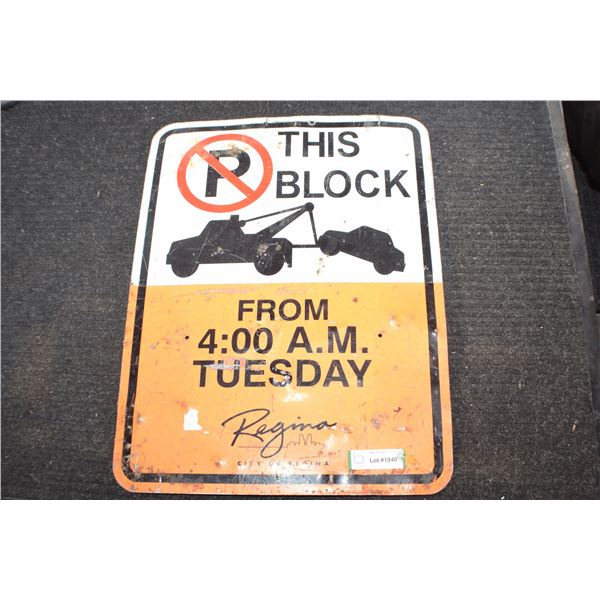 P THIS
BLOCK
FROM
4:00 A.M.
TUESDAY
Regina
CITY OF REGINA
Lot #1040